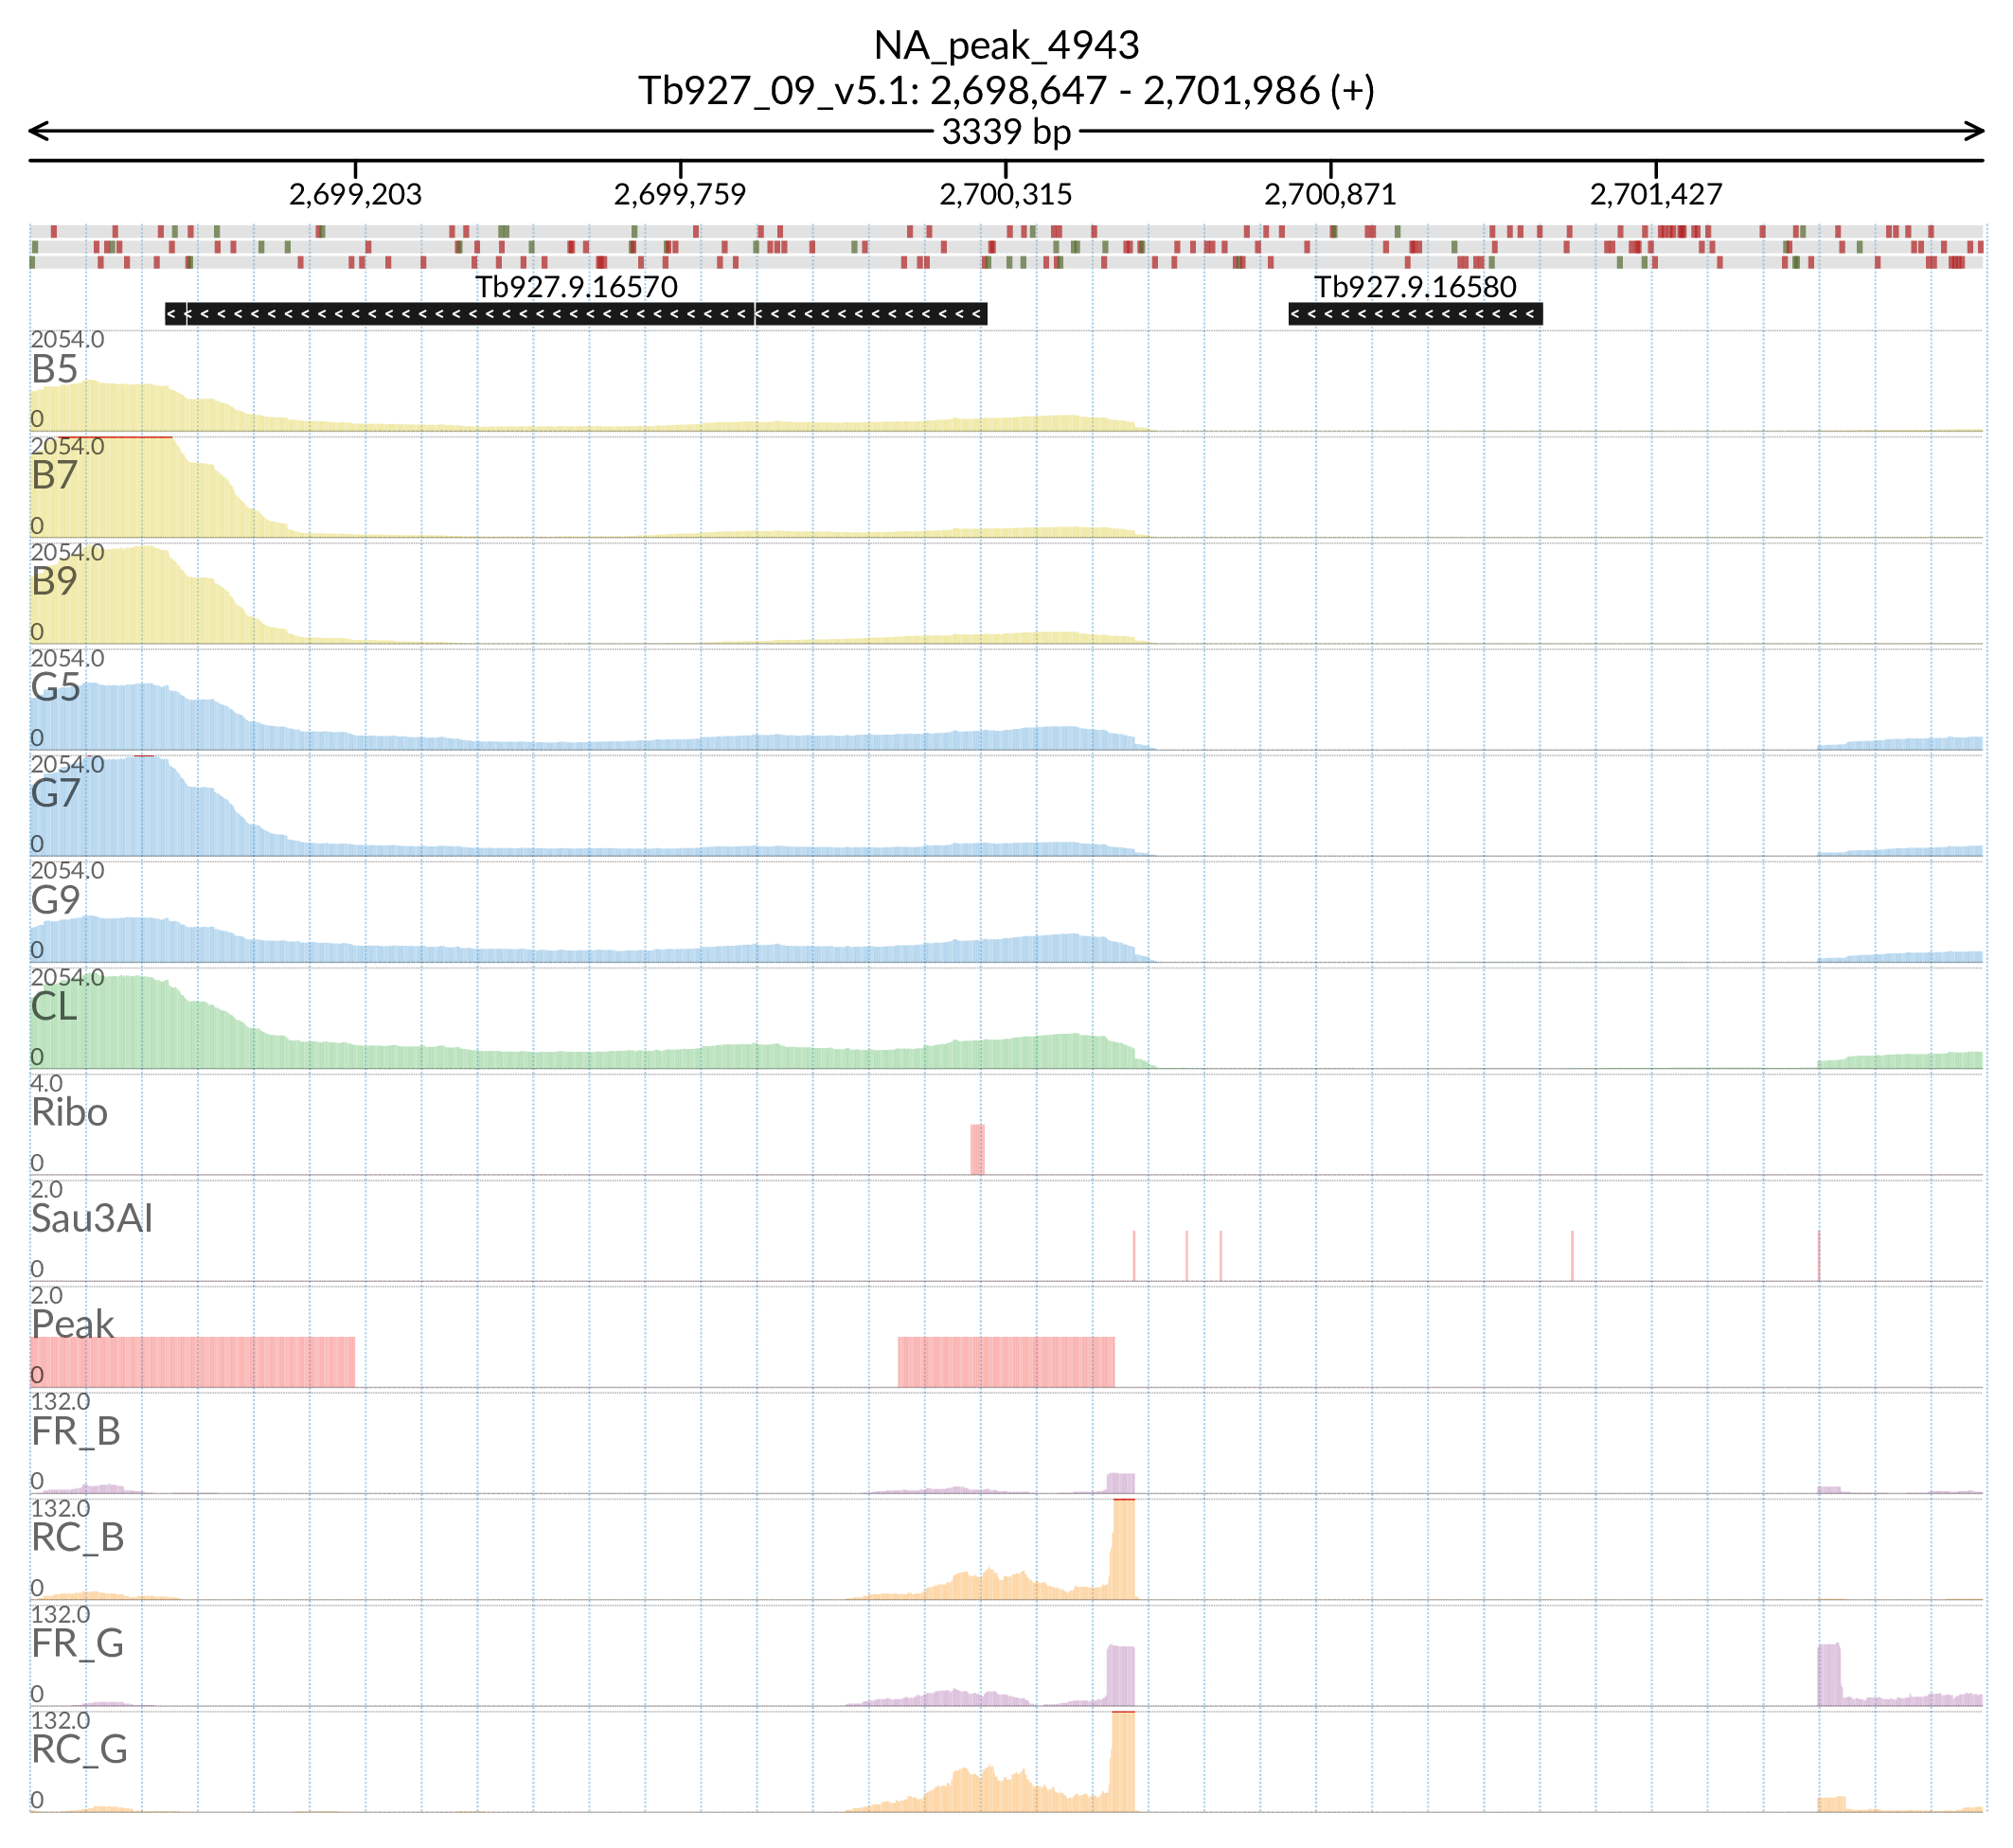 NA_peak_4943
Tb927_09_v5.1: 2,698,647 - 2,701,986 (+)
3339 bp
2,699,203 2,699,759 2,700,315 2,700,871 2,701,427
Tb927.9.16570 Tb927.9.16580
2054.0
B5
0
2054.0
B7
0
2054.0
B9
0
2054.0
G5
0
2054.0
G7
0
2054.0
G9
0
2054.0
CL
0
4.0
Ribo
0
2.0
Sau3AI
0
2.0
Peak
0
132.0
FR_B
0
132.0
RC_B
0
132.0
FR_G
0
132.0
RC_G
0